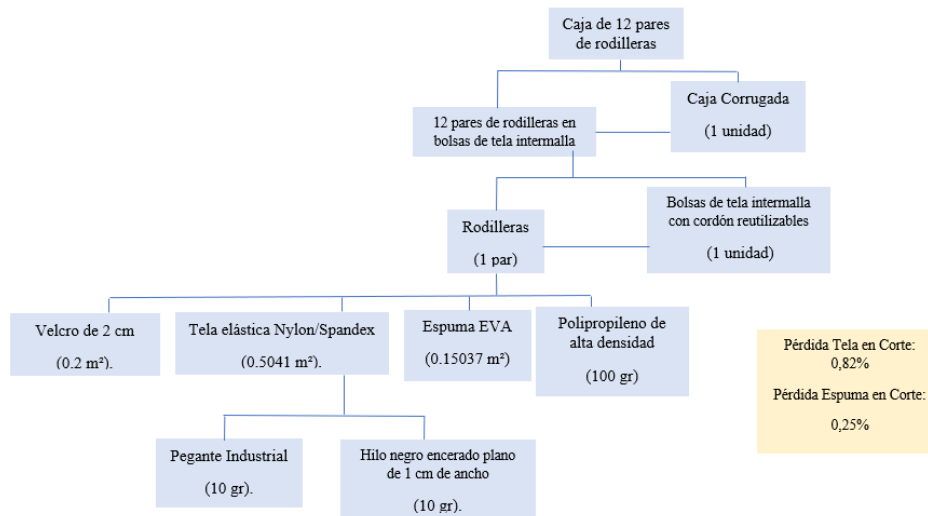 Caja de 12 pares
de rodilleras
Caja Corrugada
(1 unidad)
12 pares de rodilleras en
bolsas de tela intermalla
Bolsas de tela intermalla
con cordón reutilizables
(1 unidad)
Rodilleras
(1 par)
Velcro de 2 cm
(0.2 m²).
Tela elástica Nylon/Spandex
(0.5041 m²).
Espuma EVA
(0.15037 m²)
Polipropileno de
alta densidad
(100 gr)
Pérdida Tela en Corte:
0,82%
Pérdida Espuma en Corte:
0,25%
Pegante Industrial
(10 gr).
Hilo negro encerado plano
de 1 cm de ancho
(10 gr).